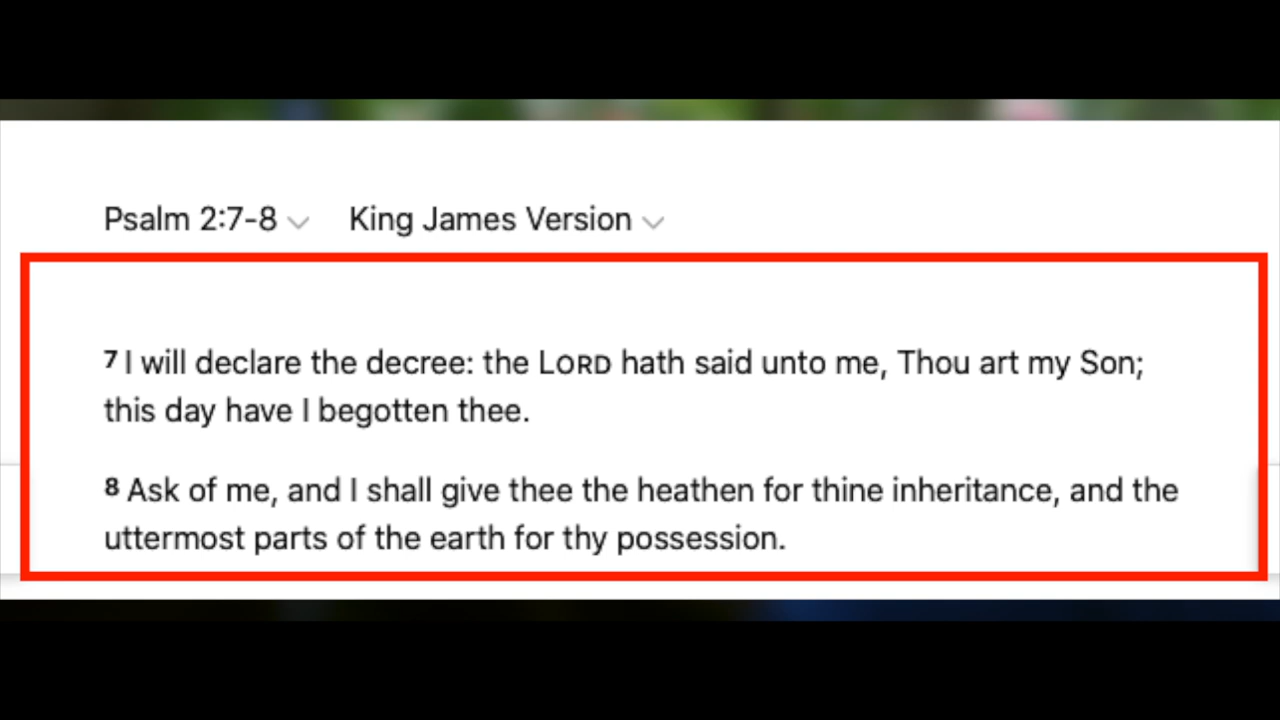 Psalm 2:7-8 King James Version
7 I will declare the decree: the LORD hath said unto me, Thou art my Son;
this day have I begotten thee.
8 Ask of me, and I shall give thee the heathen for thine inheritance, and the
uttermost parts of the earth for thy possession.